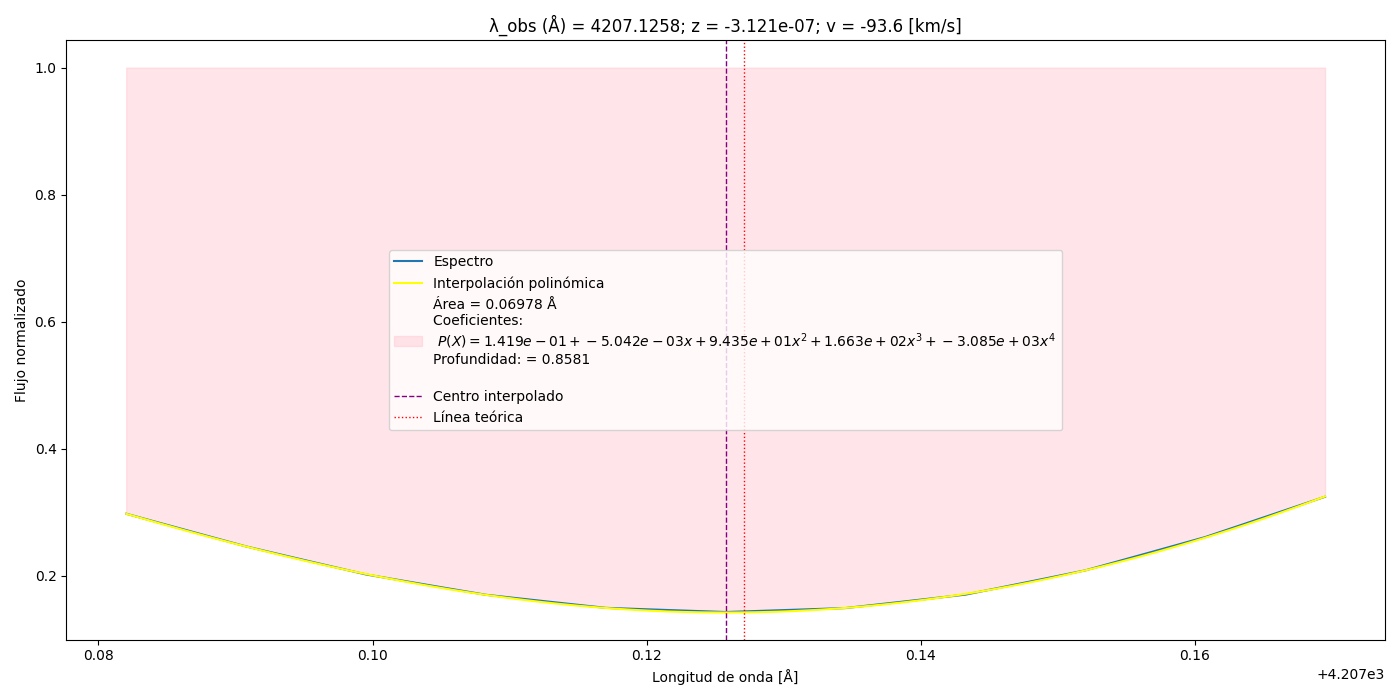 λ_obs (Å) = 4207.1258; z = -3.121e-07; v = -93.6 [km/s]
1.0
0.8
0.6
0.4
0.2
Flujo normalizado
Espectro
Interpolación polinómica
Área = 0.06978 Å
Coeficientes:
P(X) = 1.419e − 01 + − 5.042e − 03x + 9.435e + 01x² + 1.663e + 02x³ + − 3.085e + 03x⁴
Profundidad: = 0.8581
Centro interpolado
Línea teórica
0.08 0.10 0.12 0.14 0.16
+4.207e3
Longitud de onda [Å]